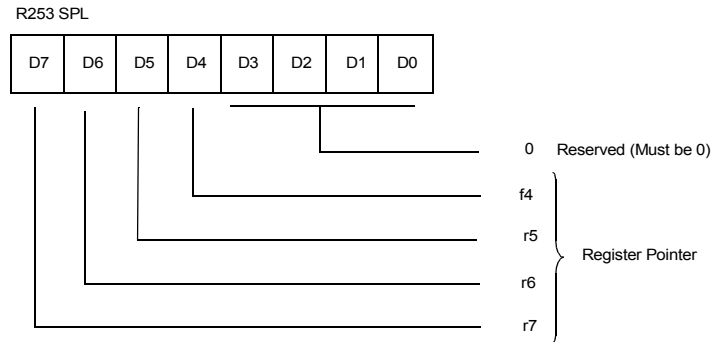 R253 SPL
D7 D6 D5 D4 D3 D2 D1 D0
0 Reserved (Must be 0)
f4
r5
Register Pointer
r6
r7